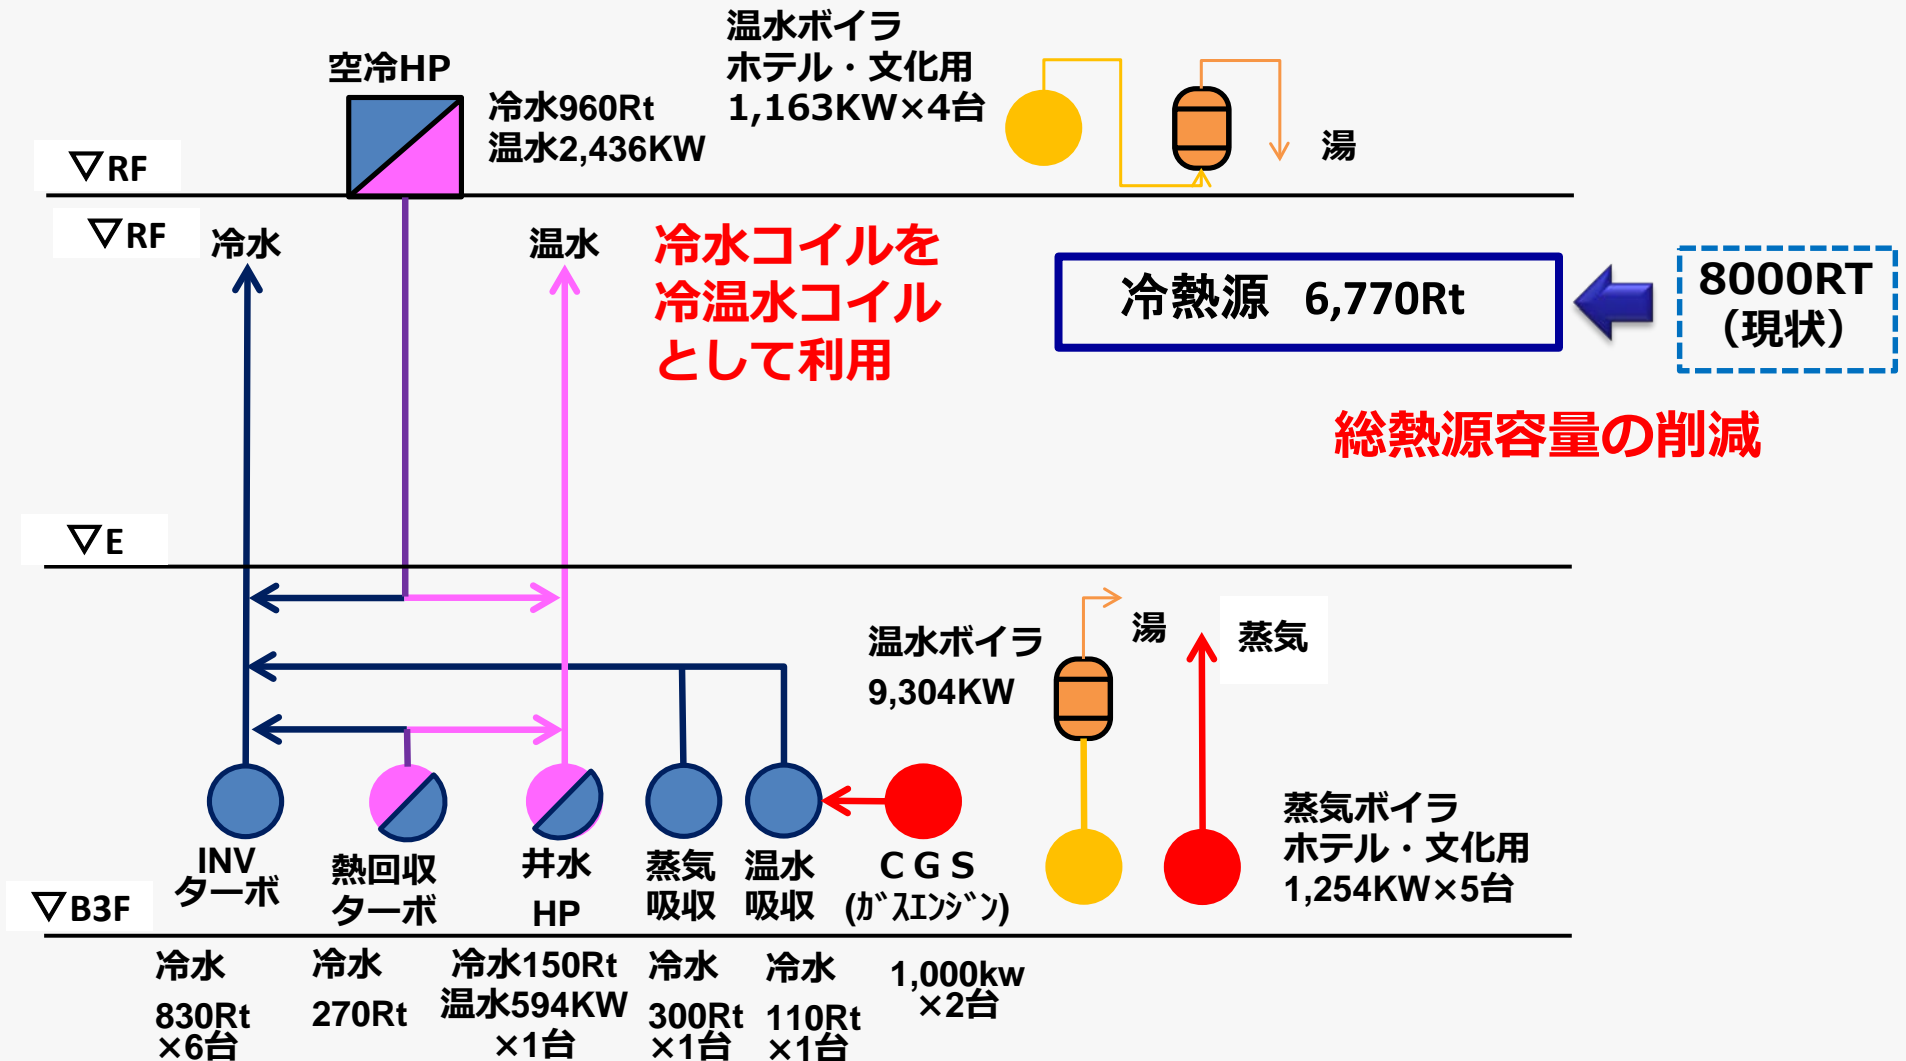 空冷HP
冷水960Rt
温水2,436KW
温水ボイラ
ホテル・文化用
1,163KW×4台
湯
▽RF
▽RF
冷水
温水
冷水コイルを
冷温水コイル
として利用
冷熱源 6,770Rt
8000RT
（現状）
総熱源容量の削減
▽E
温水ボイラ
9,304KW
湯
蒸気
蒸気ボイラ
ホテル・文化用
1,254KW×5台
INV
ターボ
熱回収
ターボ
井水
HP
蒸気
吸収
温水
吸収
ＣＧＳ
(ｶﾞｽｴﾝｼﾞﾝ)
▽B3F
冷水
830Rt
×6台
冷水
270Rt
冷水150Rt
温水594KW
×1台
冷水
300Rt
×1台
冷水
110Rt
×1台
1,000kw
×2台